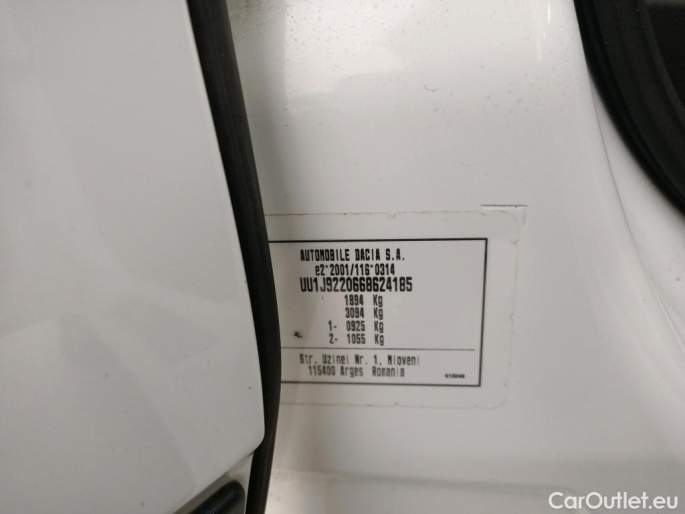 AUTOMOBILE DACIA S.A.
e2*2001/116*0314
UU1J9220668624185
1894 Kg
3094 Kg
1- 0925 Kg
2- 1055 Kg
Str. Uzinei Nr. 1, Mioveni
115400 Arges Romania
CarOutlet.eu